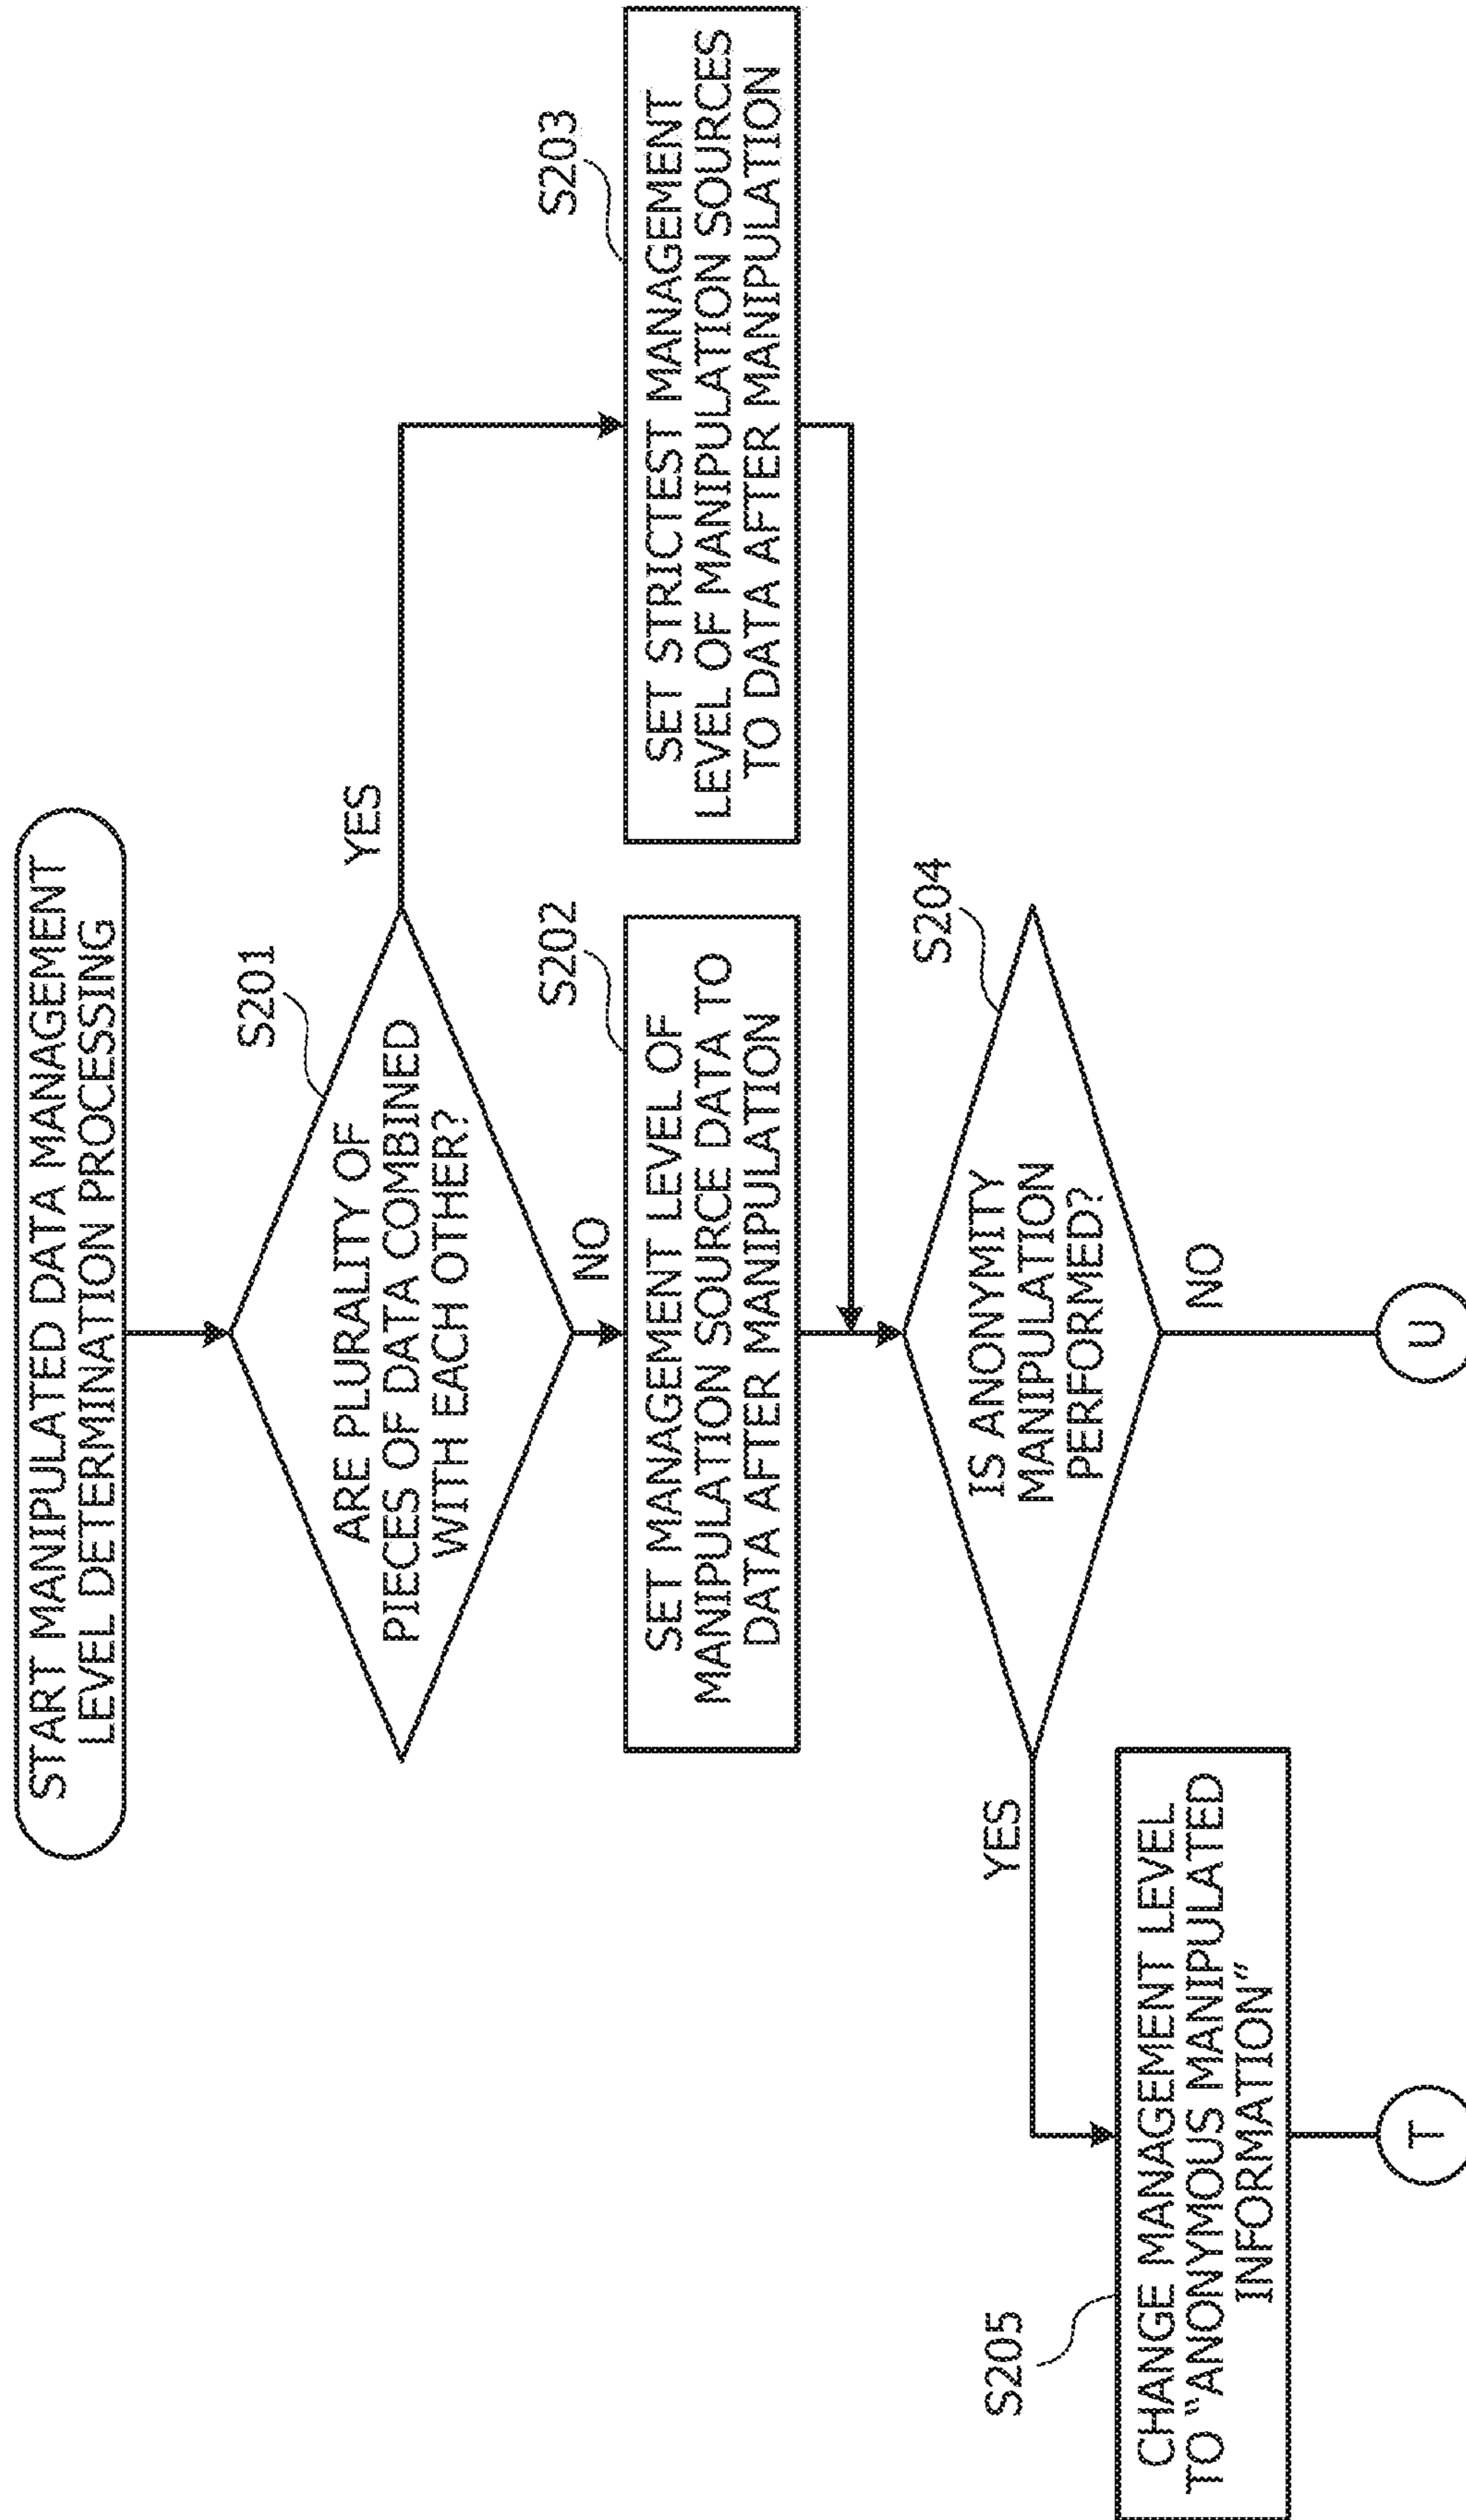 START MANIPULATED DATA MANAGEMENT
LEVEL DETERMINATION PROCESSING
S201
ARE PLURALITY OF
PIECES OF DATA COMBINED
WITH EACH OTHER?
YES
NO
S202
SET MANAGEMENT LEVEL OF
MANIPULATION SOURCE DATA TO
DATA AFTER MANIPULATION
S203
SET STRICTEST MANAGEMENT
LEVEL OF MANIPULATION SOURCES
TO DATA AFTER MANIPULATION
S204
IS ANONYMITY
MANIPULATION
PERFORMED?
YES
NO
S205
CHANGE MANAGEMENT LEVEL
TO “ANONYMOUS MANIPULATED
INFORMATION”
T
U